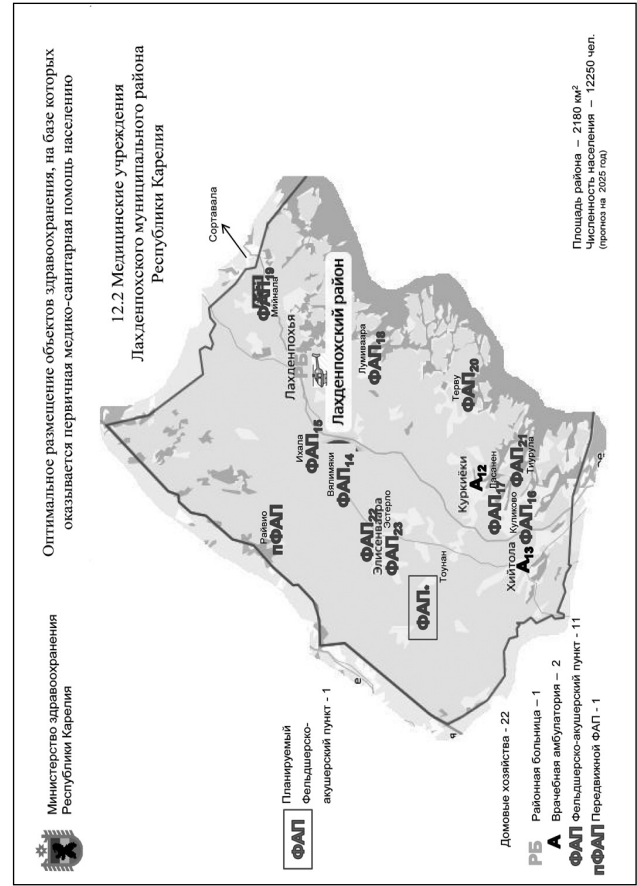 Министерство здравоохранения
Республики Карелия
Оптимальное размещение объектов здравоохранения, на базе которых
оказывается первичная медико-санитарная помощь населению
12.2 Медицинские учреждения
Лахденпохского муниципального района
Республики Карелия
ФАП
Планируемый
Фельдшерско-
акушерский пункт - 1
Сортавала
ФАП19
Мийнала
Лахденпохья
РБ
Лахденпохский район
Лумиваара
ФАП18
Терву
ФАП20
Ихала
ФАП15
Вялимяки
ФАП14
Райвио
пФАП
ФАП22
Элисенваара
Эстерло
ФАП23
Куркиёки
А12
Ласанен
ФАП17
ФАП21
Тиурула
Куликово
ФАП16
Хийтола
А13
Тоунан
ФАП
Домовые хозяйства - 22
РБ Районная больница – 1
А Врачебная амбулатория – 2
ФАП Фельдшерско-акушерский пункт - 11
пФАП Передвижной ФАП - 1
Площадь района – 2180 км²
Численность населения – 12250 чел.
(прогноз на 2025 год)